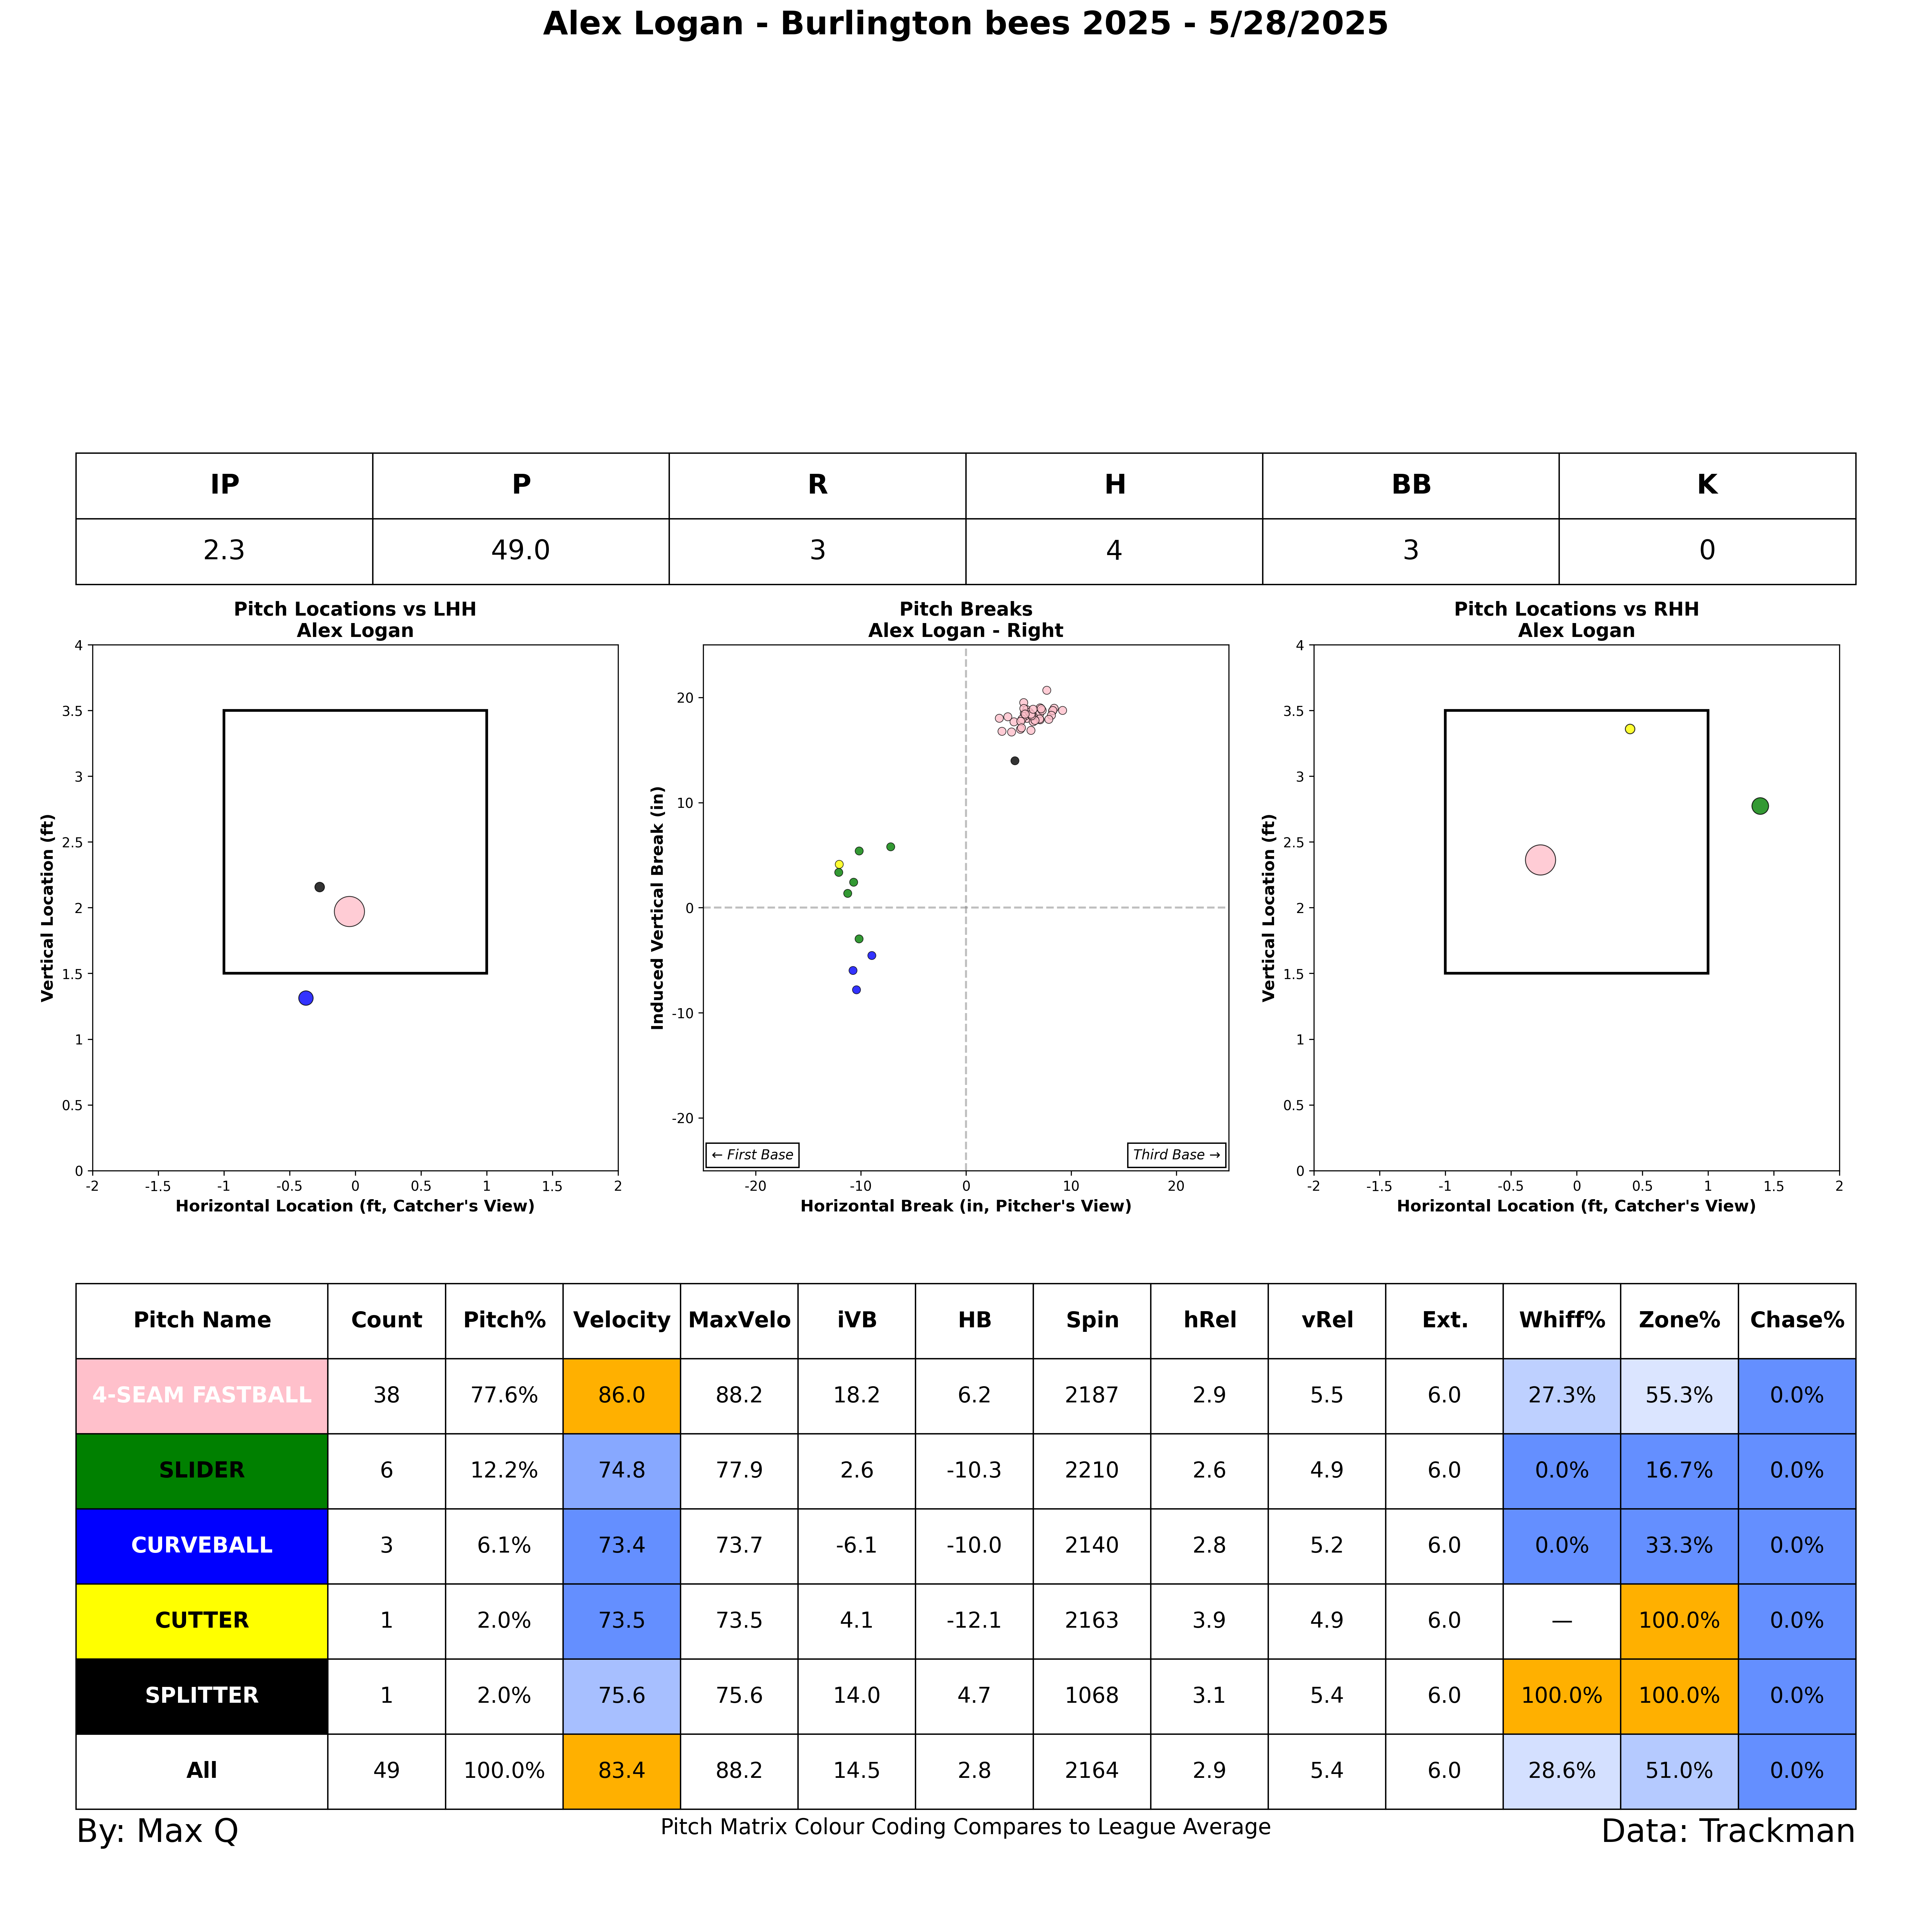 Alex Logan - Burlington bees 2025 - 5/28/2025
IP P R H BB K
2.3 49.0 3 4 3 0
Pitch Locations vs LHH
Alex Logan
4
3.5
3
2.5
2
1.5
1
0.5
0
Vertical Location (ft)
-2 -1.5 -1 -0.5 0 0.5 1 1.5 2
Horizontal Location (ft, Catcher's View)
Pitch Breaks
Alex Logan - Right
20
10
0
-10
-20
Induced Vertical Break (in)
← First Base
Third Base →
-20 -10 0 10 20
Horizontal Break (in, Pitcher's View)
Pitch Locations vs RHH
Alex Logan
4
3.5
3
2.5
2
1.5
1
0.5
0
Vertical Location (ft)
-2 -1.5 -1 -0.5 0 0.5 1 1.5 2
Horizontal Location (ft, Catcher's View)
Pitch Name Count Pitch% Velocity MaxVelo iVB HB Spin hRel vRel Ext. Whiff% Zone% Chase%
4-SEAM FASTBALL 38 77.6% 86.0 88.2 18.2 6.2 2187 2.9 5.5 6.0 27.3% 55.3% 0.0%
SLIDER 6 12.2% 74.8 77.9 2.6 -10.3 2210 2.6 4.9 6.0 0.0% 16.7% 0.0%
CURVEBALL 3 6.1% 73.4 73.7 -6.1 -10.0 2140 2.8 5.2 6.0 0.0% 33.3% 0.0%
CUTTER 1 2.0% 73.5 73.5 4.1 -12.1 2163 3.9 4.9 6.0 — 100.0% 0.0%
SPLITTER 1 2.0% 75.6 75.6 14.0 4.7 1068 3.1 5.4 6.0 100.0% 100.0% 0.0%
All 49 100.0% 83.4 88.2 14.5 2.8 2164 2.9 5.4 6.0 28.6% 51.0% 0.0%
By: Max Q
Pitch Matrix Colour Coding Compares to League Average
Data: Trackman